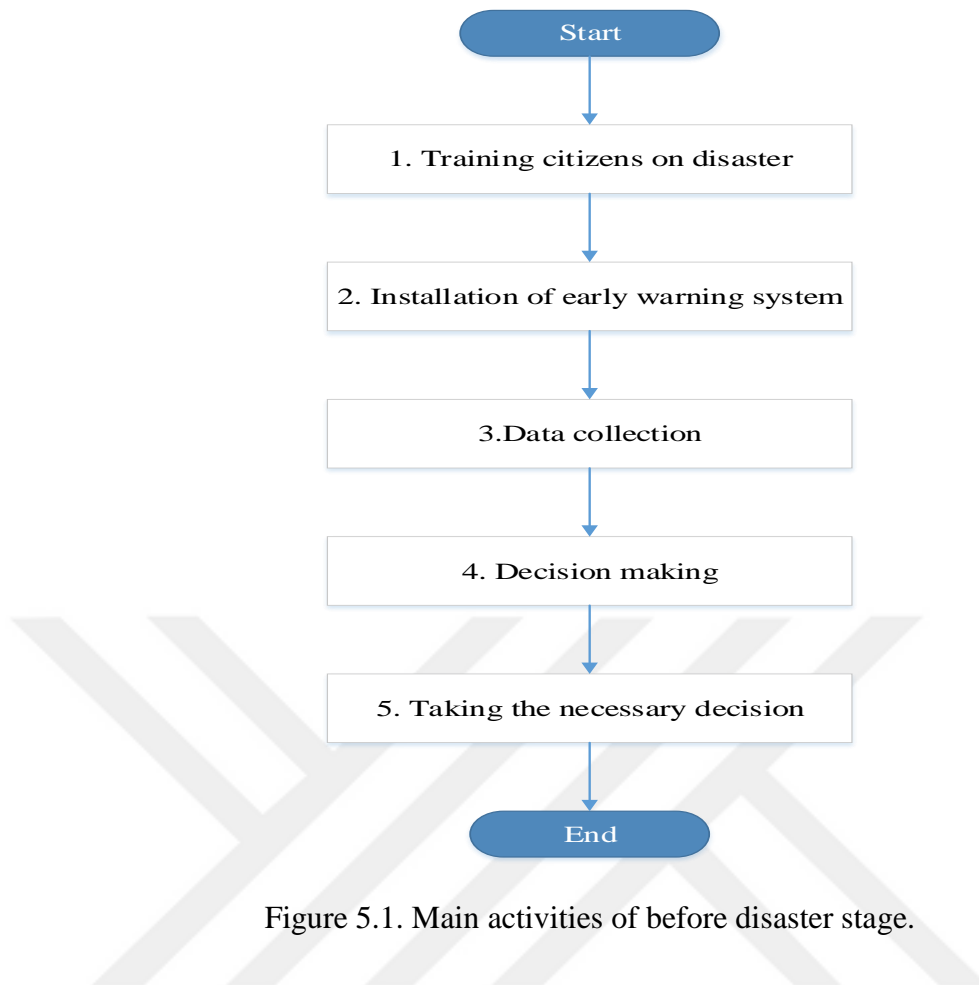 Start
1. Training citizens on disaster
2. Installation of early warning system
3.Data collection
4. Decision making
5. Taking the necessary decision
End
Figure 5.1. Main activities of before disaster stage.